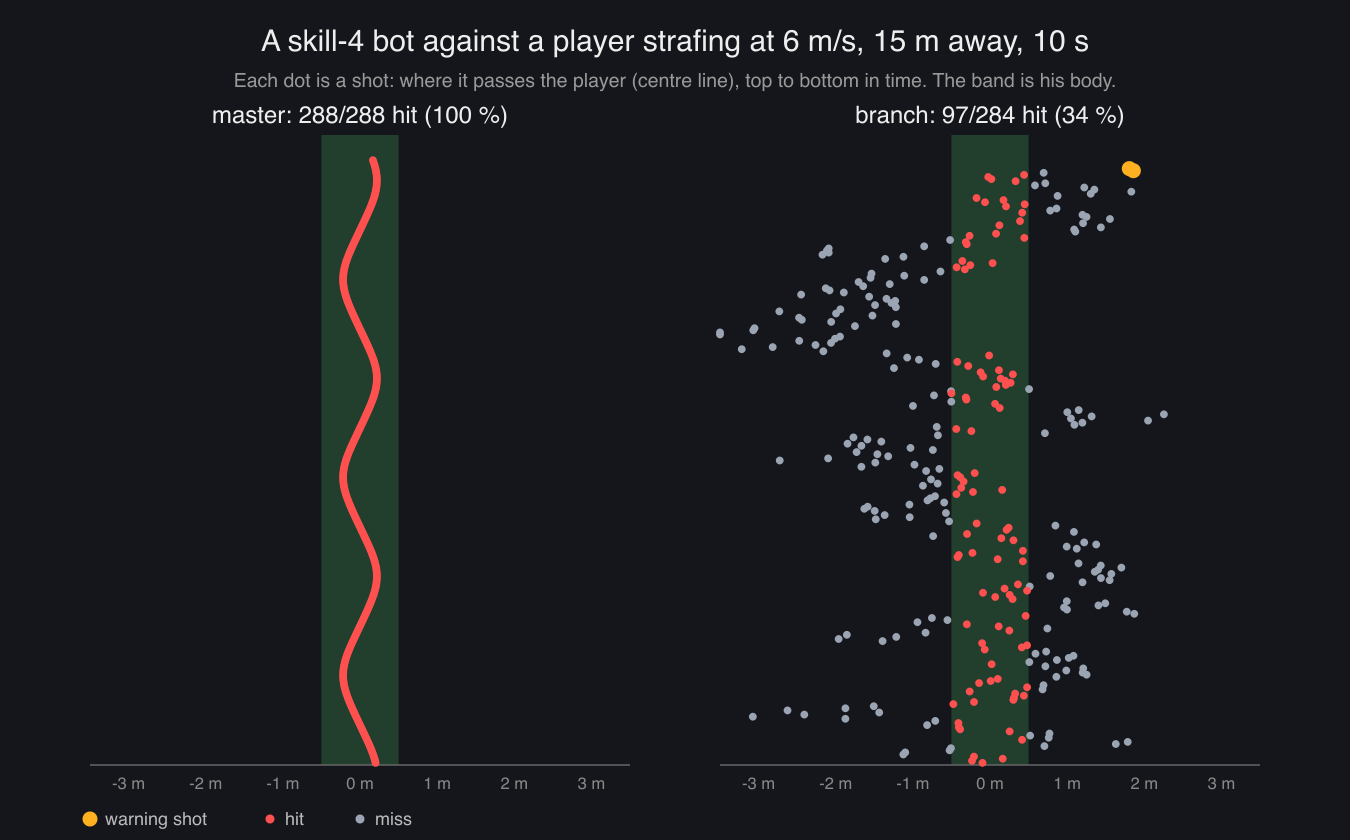 A skill-4 bot against a player strafing at 6 m/s, 15 m away, 10 s
Each dot is a shot: where it passes the player (centre line), top to bottom in time. The band is his body.
master: 288/288 hit (100 %)
branch: 97/284 hit (34 %)
-3 m -2 m -1 m 0 m 1 m 2 m 3 m
-3 m -2 m -1 m 0 m 1 m 2 m 3 m
warning shot hit miss